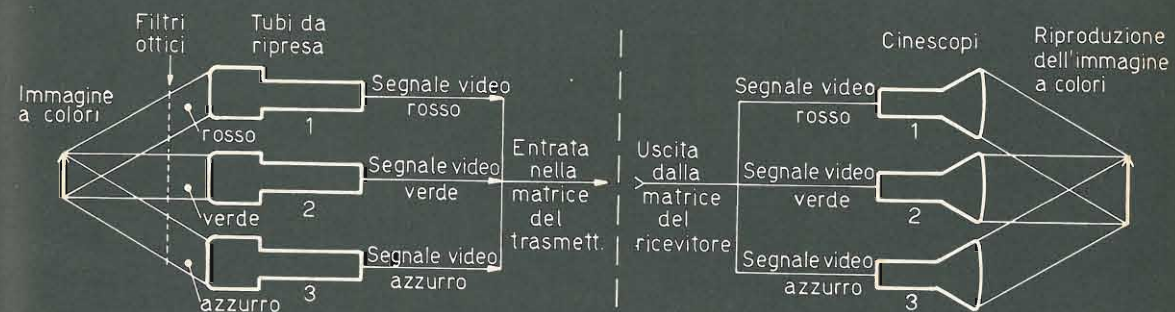 Filtri
ottici
Tubi da
ripresa
Immagine
a colori
rosso
1
Segnale video
rosso
verde
2
Segnale video
verde
azzurro
3
Segnale video
azzurro
Entrata
nella
matrice
del
trasmett.
Uscita
dalla
matrice
del
ricevitore
Cinescopi
Riproduzione
dell'immagine
a colori
Segnale video
rosso
1
Segnale video
verde
2
Segnale video
azzurro
3